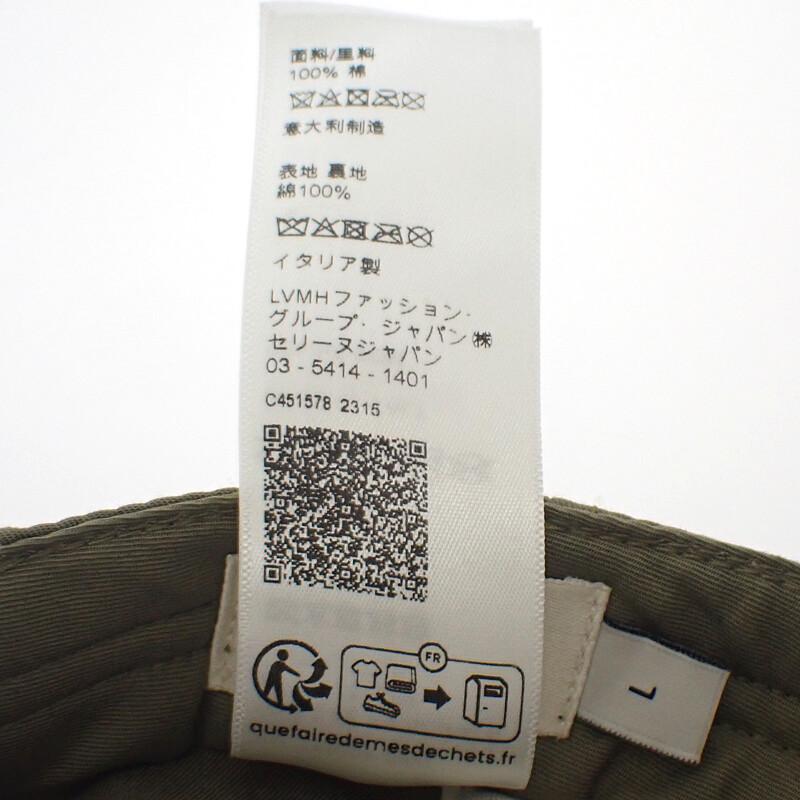 面料/里料
100% 棉
意大利制造
表地 裏地
綿100%
イタリア製
LVMHファッション・
グループ・ジャパン㈱
セリーヌジャパン
03 - 5414 - 1401
C451578 2315
FR
quefairedemesdechets.fr
L